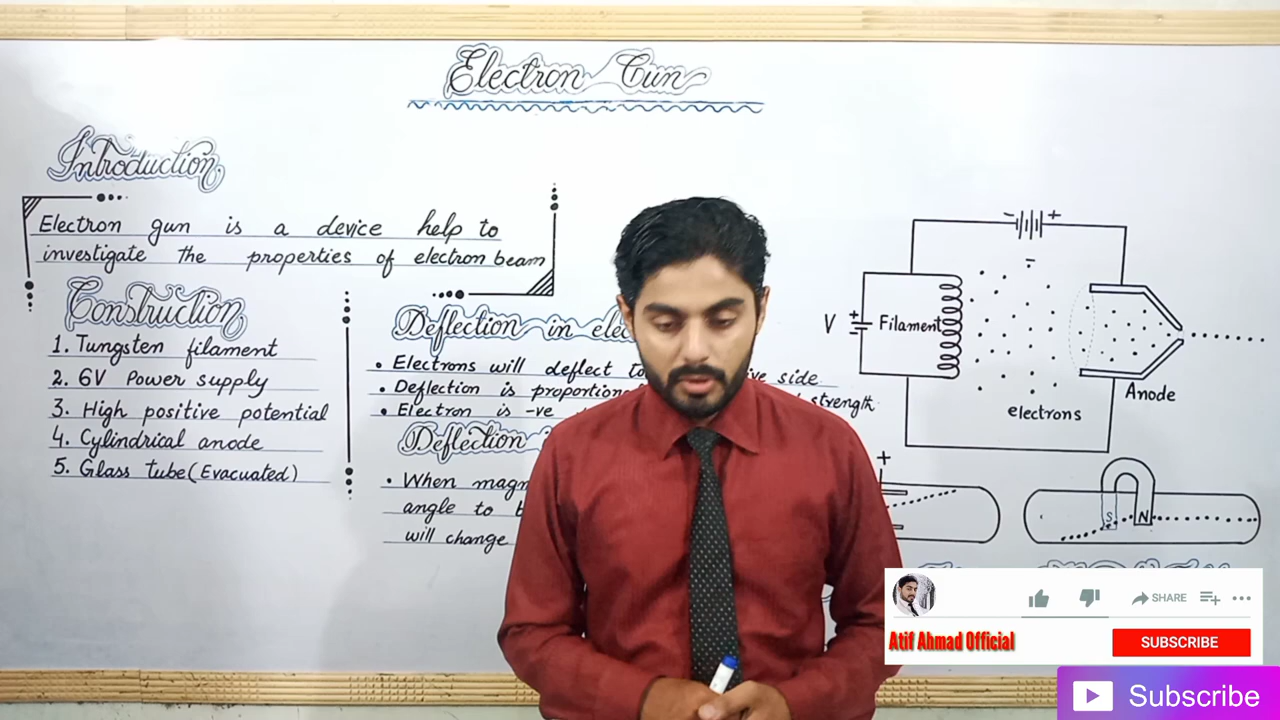 Electron Gun
Introduction
Electron gun is a device help to
investigate the properties of electron beam
Construction
1. Tungsten filament
2. 6V Power supply
3. High positive potential
4. Cylindrical anode
5. Glass tube (Evacuated)
Deflection in
• Electrons will deflect side
• Deflection is strength
• Electron is -ve
Deflection
• When
angle to
will change
- +
-
V
+
Filament
electrons
Anode
+
S N
SHARE
Atif Ahmad Official
SUBSCRIBE
Subscribe